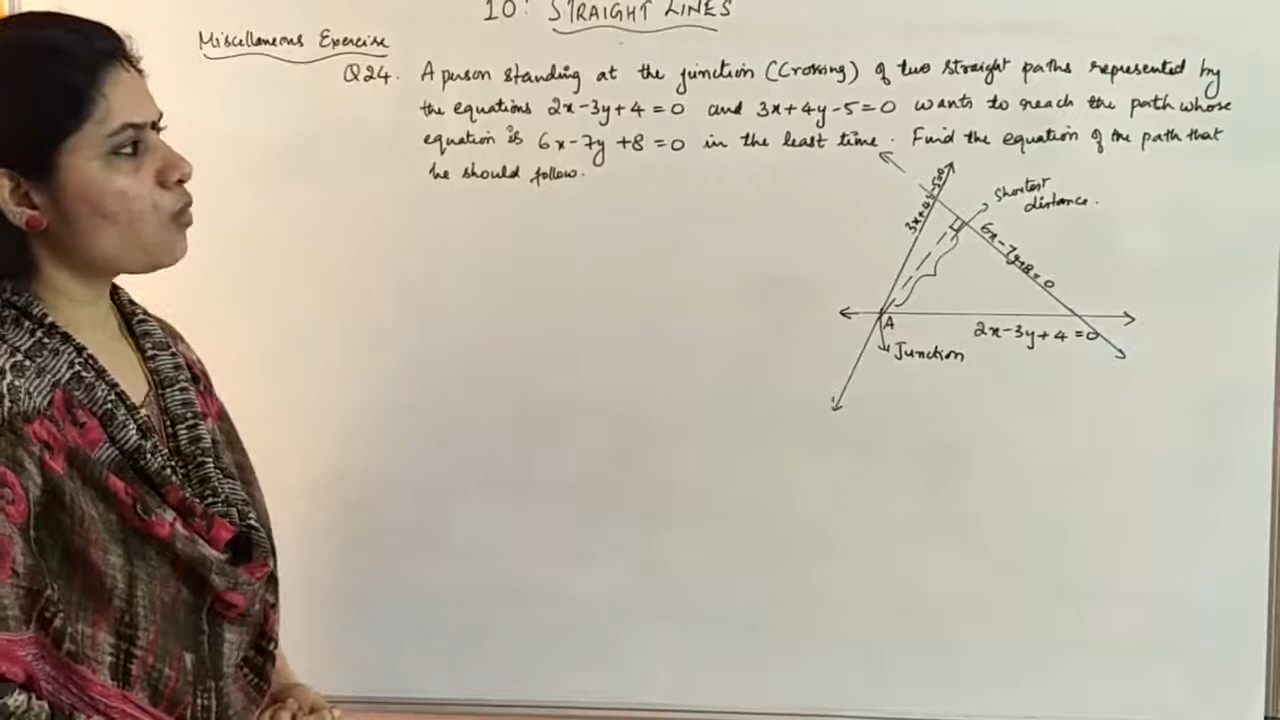 10: STRAIGHT LINES
Miscellaneous Exercise
Q24. A person standing at the junction (Crossing) of two straight paths represented by
the equations 2x-3y+4=0 and 3x+4y-5=0 wants to reach the path whose
equation is 6x-7y+8=0 in the least time. Find the equation of the path that
he should follow.
3x+4y-5=0
Shortest
distance.
6x-7y+8=0
A
2x-3y+4=0
Junction